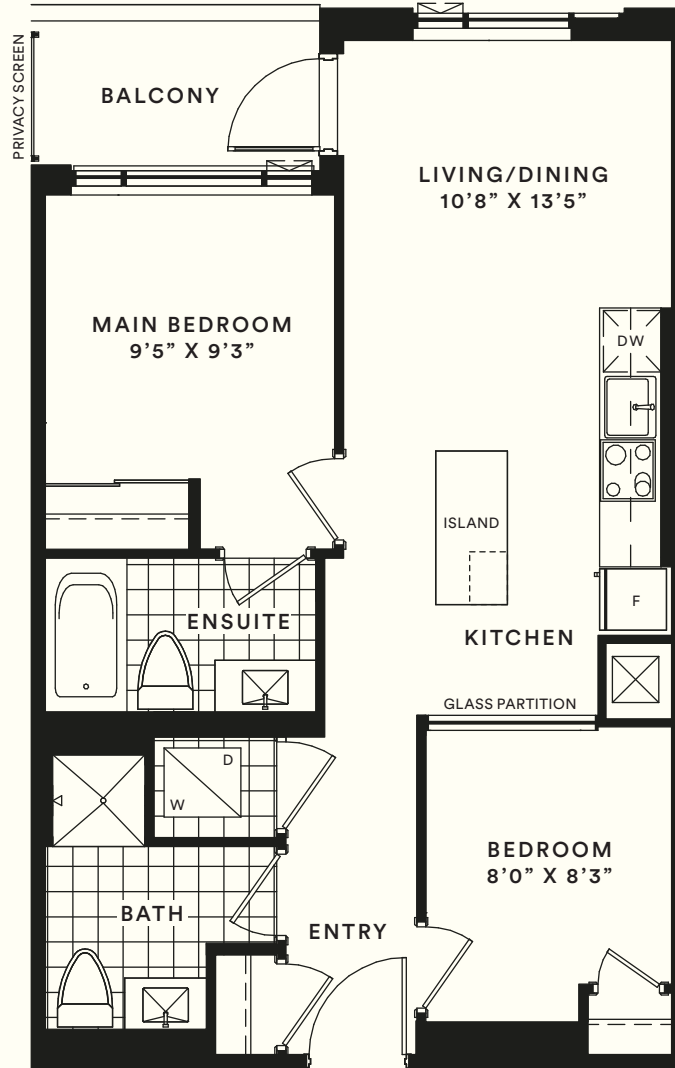 PRIVACY SCREEN
BALCONY
LIVING/DINING
10’8” X 13’5”
MAIN BEDROOM
9’5” X 9’3”
DW
ISLAND
F
ENSUITE
KITCHEN
GLASS PARTITION
D
W
BEDROOM
8’0” X 8’3”
BATH
ENTRY